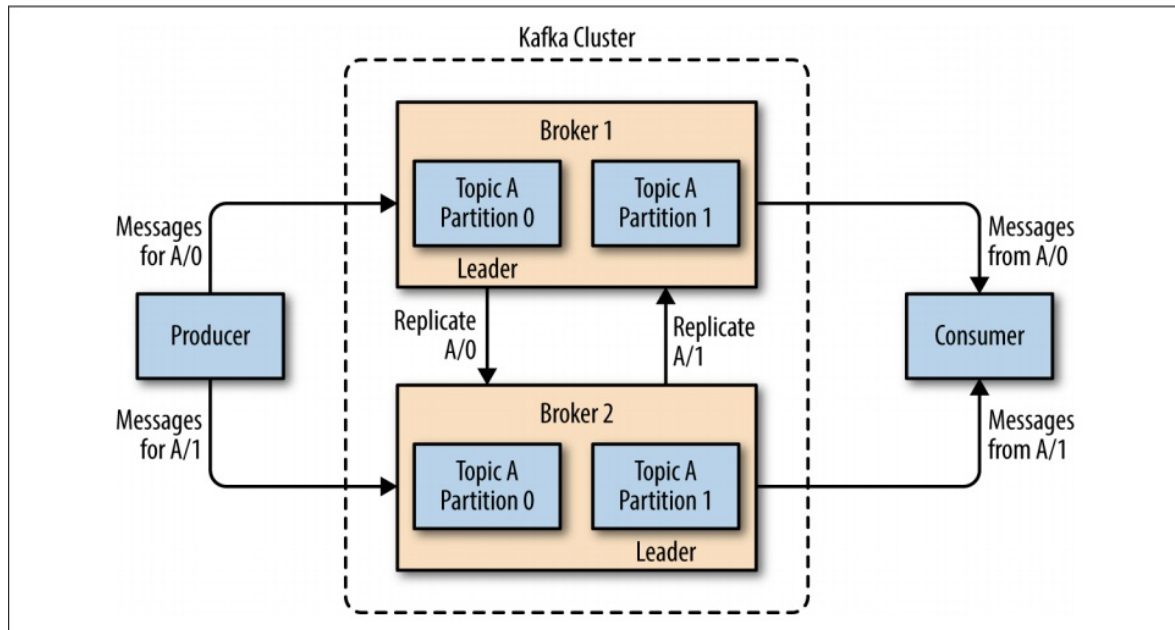 Kafka Cluster
Broker 1
Topic A
Partition 0
Topic A
Partition 1
Leader
Messages
for A/0
Messages
from A/0
Producer
Replicate
A/0
Replicate
A/1
Consumer
Messages
for A/1
Broker 2
Topic A
Partition 0
Topic A
Partition 1
Leader
Messages
from A/1